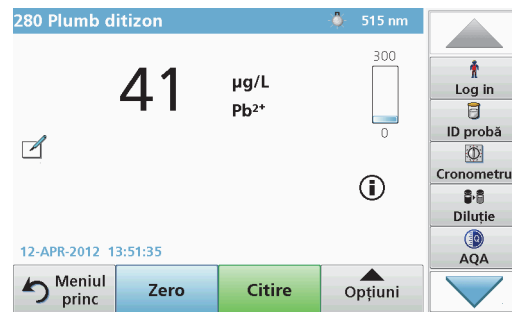 280 Plumb ditizon
515 nm
41
µg/L
Pb²⁺
300
0
12-APR-2012 13:51:35
Meniul
princ
Zero
Citire
Opțiuni
Log in
ID probă
Cronometru
Diluție
AQA